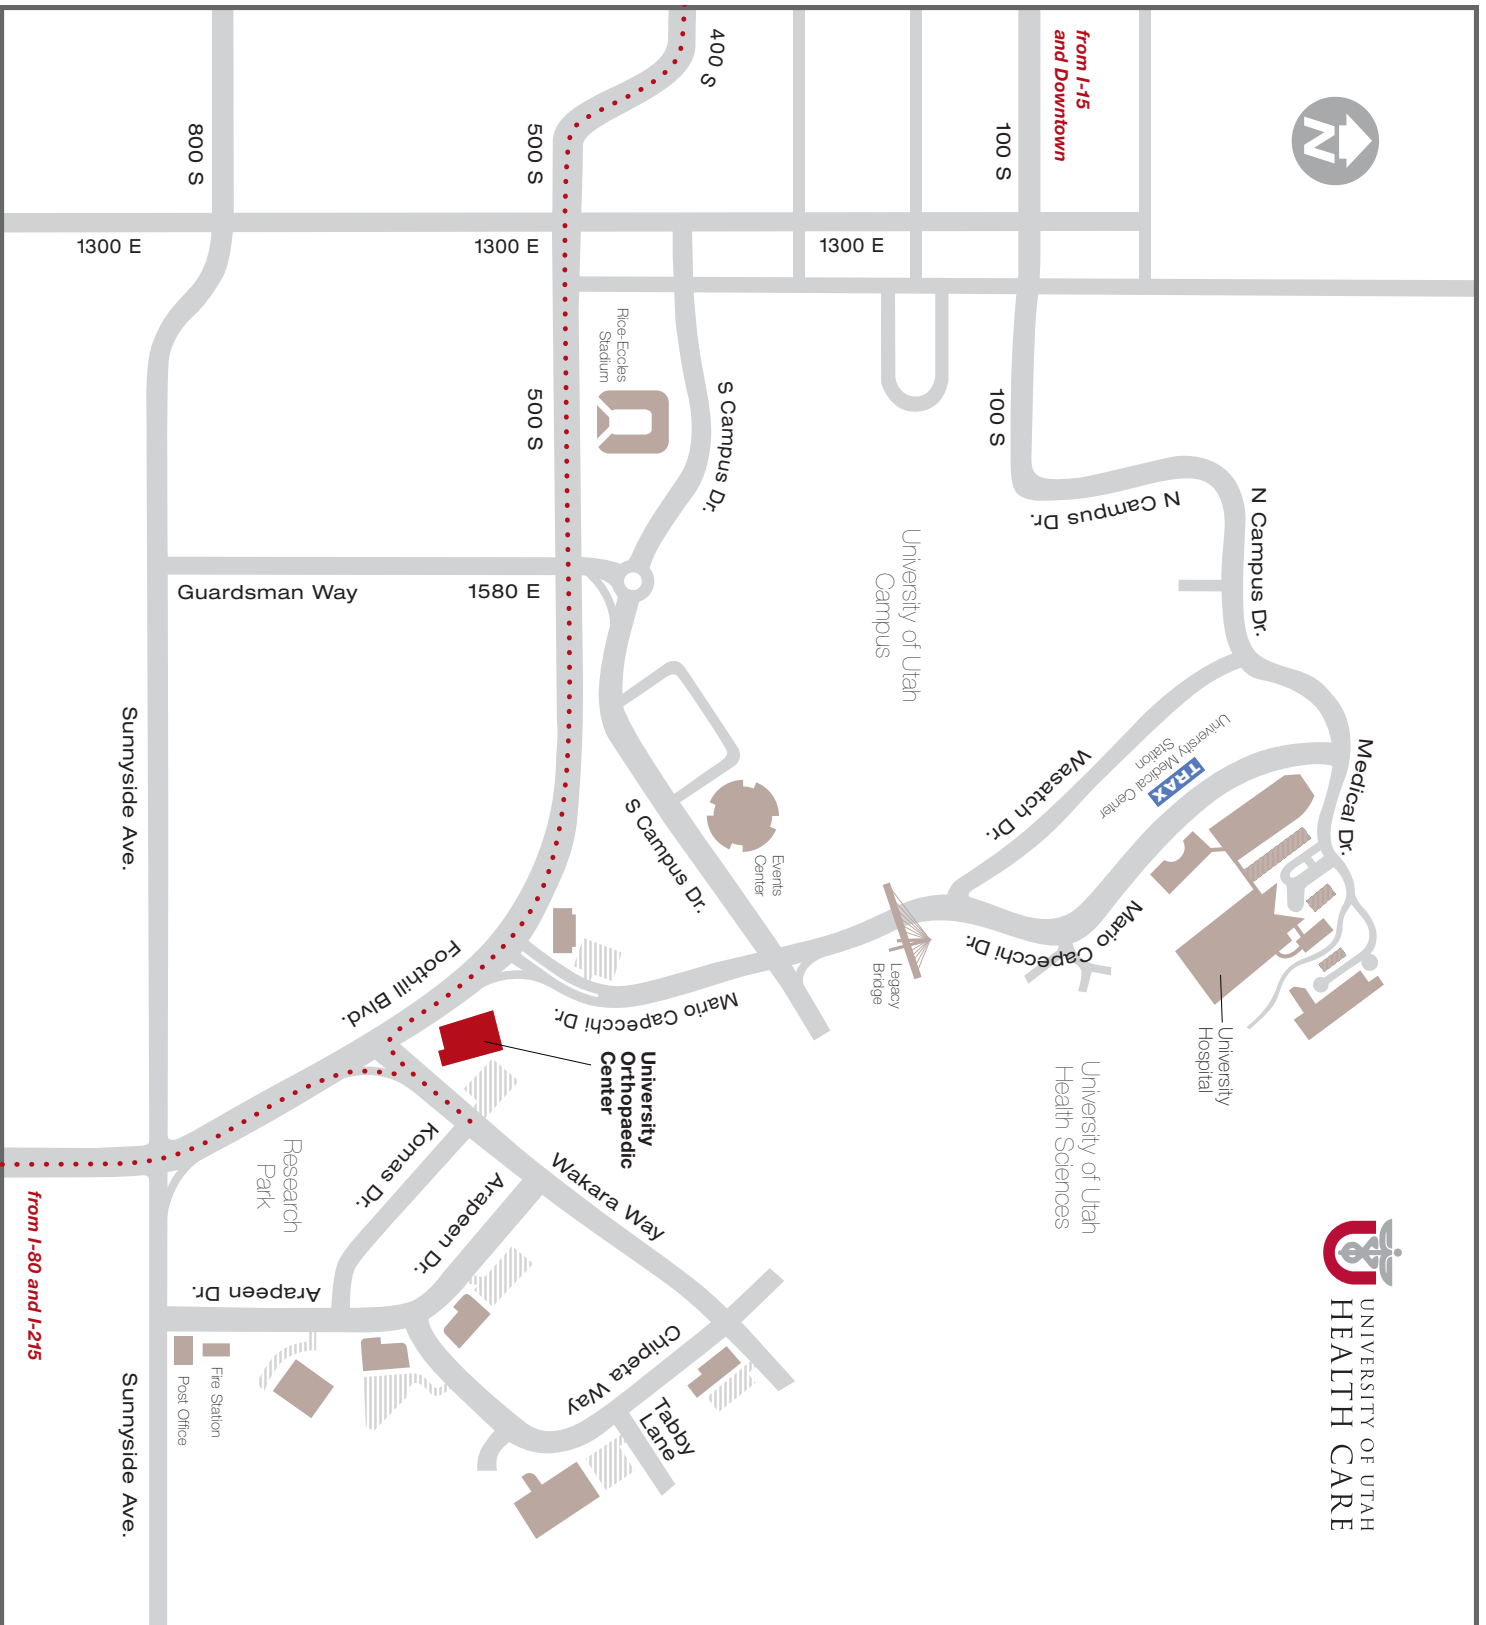 N
from I-15
and Downtown
400 S
100 S
500 S
800 S
1300 E
1300 E
1300 E
Rice-Eccles
Stadium
S Campus Dr.
500 S
100 S
N Campus Dr.
N Campus Dr.
University of Utah
Campus
Guardsman Way
1580 E
Sunnyside Ave.
S Campus Dr.
Events
Center
Wasatch Dr.
University Medical Center
Station
TRAX
Medical Dr.
Mario Capecchi Dr.
Legacy
Bridge
University
Hospital
Foothill Blvd.
Mario Capecchi Dr.
University
Orthopaedic
Center
University of Utah
Health Sciences
Research
Park
Komas Dr.
Arapeen Dr.
Wakara Way
Arapeen Dr.
from I-80 and I-215
Chipeta Way
Tabby
Lane
Fire Station
Post Office
Sunnyside Ave.
UNIVERSITY OF UTAH
HEALTH CARE